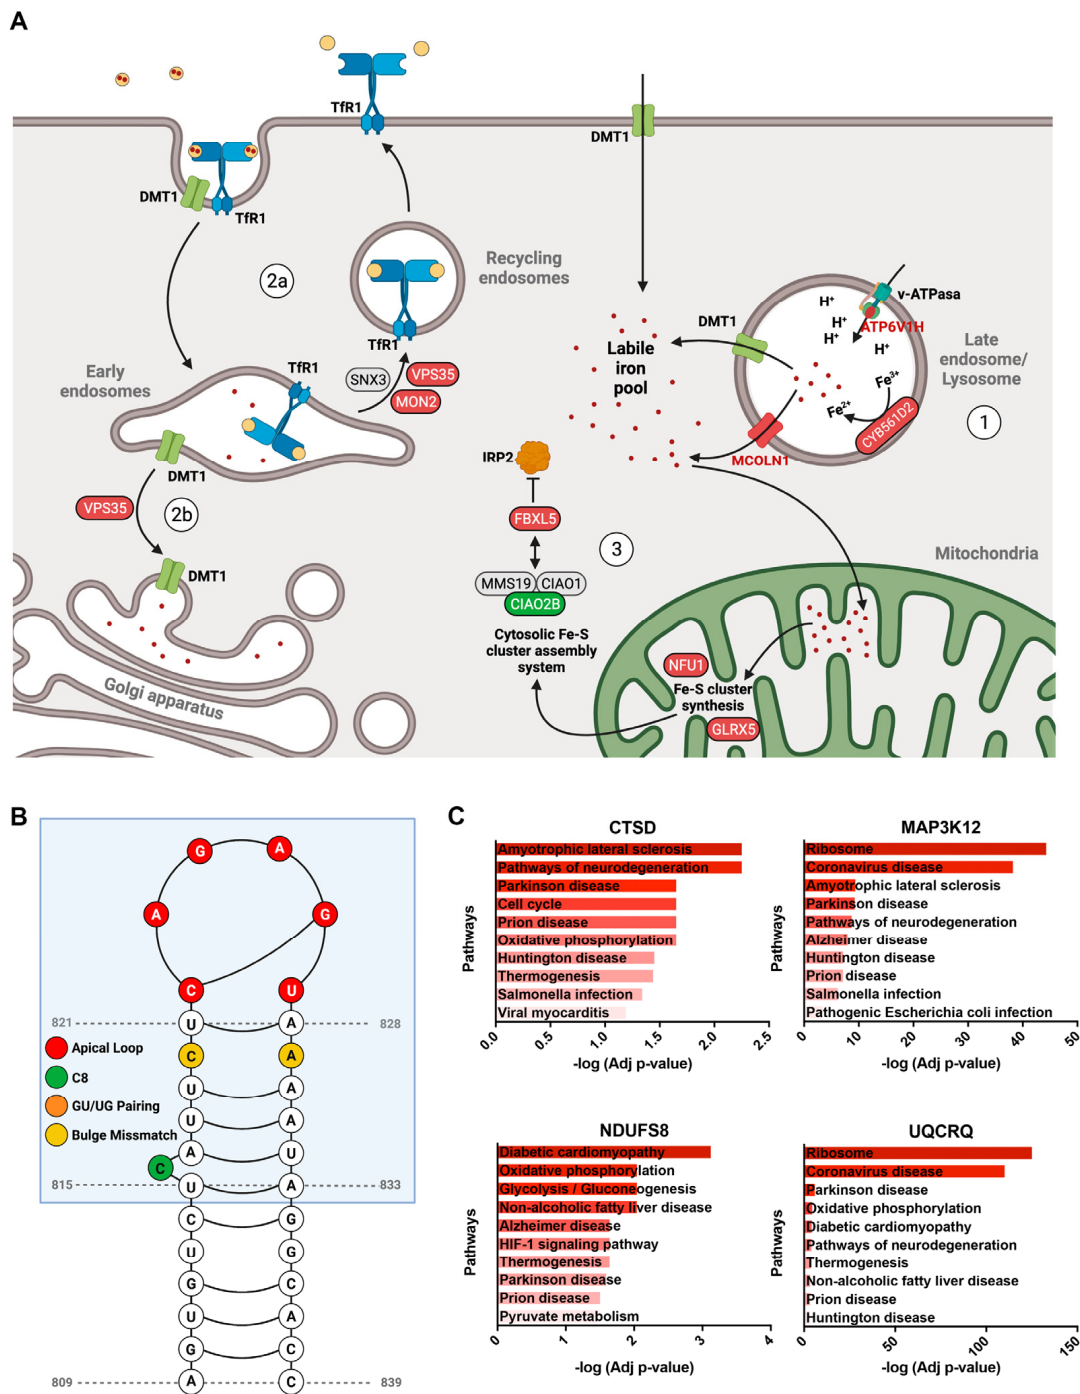 A
TfR1
DMT1
DMT1
TfR1
Recycling
endosomes
2a
v-ATPasa
H⁺
H⁺
ATP6V1H
DMT1
H⁺
H⁺
Late
endosome/
Lysosome
Labile
iron
pool
TfR1
Early
endosomes
TfR1
SNX3
VPS35
MON2
Fe³⁺
Fe²⁺
CYB561D2
1
MCOLN1
IRP2
DMT1
VPS35
2b
FBXL5
3
Mitochondria
DMT1
MMS19
CIAO1
CIAO2B
Cytosolic Fe-S
cluster assembly
system
NFU1
Fe-S cluster
synthesis
GLRX5
Golgi apparatus
B
G
A
A
G
C
U
821
U
A
828
C
A
U
A
U
A
A
U
C
815
U
A
833
C
G
U
G
G
C
U
A
G
C
809
A
C
839
Apical Loop
C8
GU/UG Pairing
Bulge Missmatch
C
CTSD
Pathways
Amyotrophic lateral sclerosis
Pathways of neurodegeneration
Parkinson disease
Cell cycle
Prion disease
Oxidative phosphorylation
Huntington disease
Thermogenesis
Salmonella infection
Viral myocarditis
0.0 0.5 1.0 1.5 2.0 2.5
-log (Adj p-value)
MAP3K12
Pathways
Ribosome
Coronavirus disease
Amyotrophic lateral sclerosis
Parkinson disease
Pathways of neurodegeneration
Alzheimer disease
Huntington disease
Prion disease
Salmonella infection
Pathogenic Escherichia coli infection
0 10 20 30 40 50
-log (Adj p-value)
NDUFS8
Pathways
Diabetic cardiomyopathy
Oxidative phosphorylation
Glycolysis / Gluconeogenesis
Non-alcoholic fatty liver disease
Alzheimer disease
HIF-1 signaling pathway
Thermogenesis
Parkinson disease
Prion disease
Pyruvate metabolism
0 1 2 3 4
-log (Adj p-value)
UQCRQ
Pathways
Ribosome
Coronavirus disease
Parkinson disease
Oxidative phosphorylation
Diabetic cardiomyopathy
Pathways of neurodegeneration
Thermogenesis
Non-alcoholic fatty liver disease
Prion disease
Huntington disease
0 50 100 150
-log (Adj p-value)